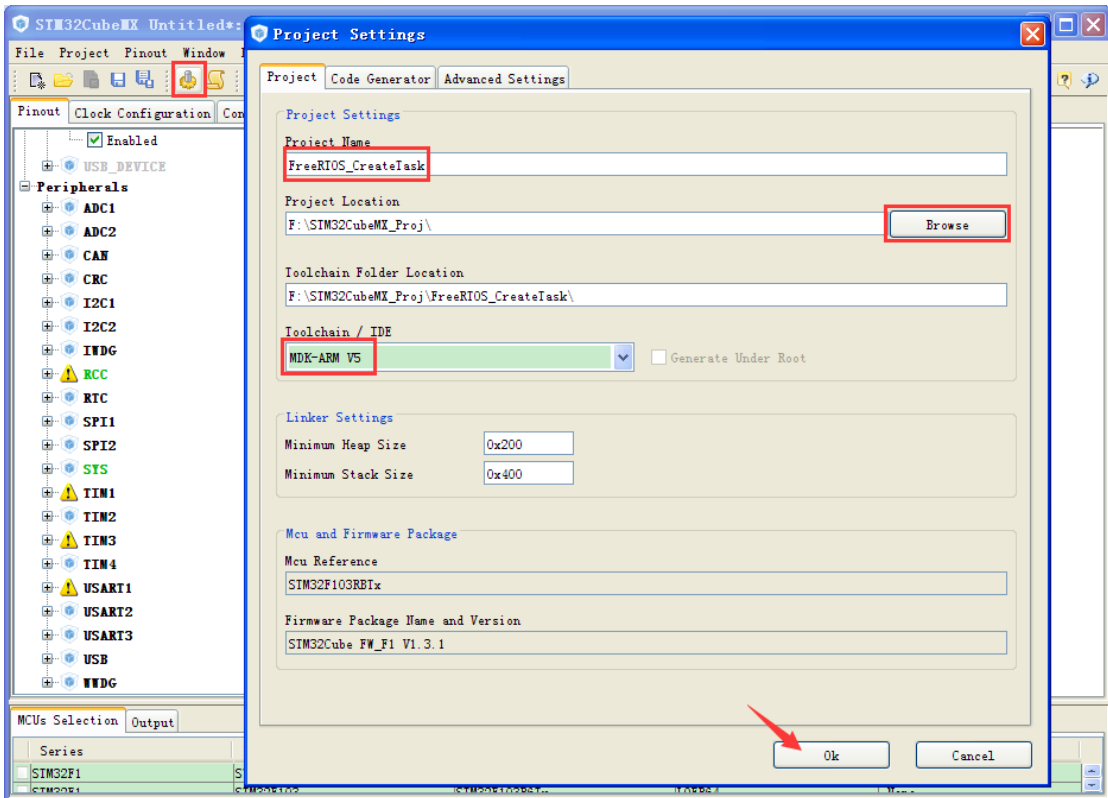 STM32CubeMX Untitled*:
File Project Pinout Window
Pinout Clock Configuration Con
Enabled
USB_DEVICE
Peripherals
ADC1
ADC2
CAN
CRC
I2C1
I2C2
IWDG
RCC
RTC
SPI1
SPI2
SYS
TIM1
TIM2
TIM3
TIM4
USART1
USART2
USART3
USB
WWDG
MCUs Selection Output
Series
STM32F1
Project Settings
Project Code Generator Advanced Settings
Project Settings
Project Name
FreeRTOS_CreateTask
Project Location
F:\STM32CubeMX_Proj\
Browse
Toolchain Folder Location
F:\STM32CubeMX_Proj\FreeRTOS_CreateTask\
Toolchain / IDE
MDK-ARM V5
Generate Under Root
Linker Settings
Minimum Heap Size 0x200
Minimum Stack Size 0x400
Mcu and Firmware Package
Mcu Reference
STM32F103RBTx
Firmware Package Name and Version
STM32Cube FW_F1 V1.3.1
Ok Cancel